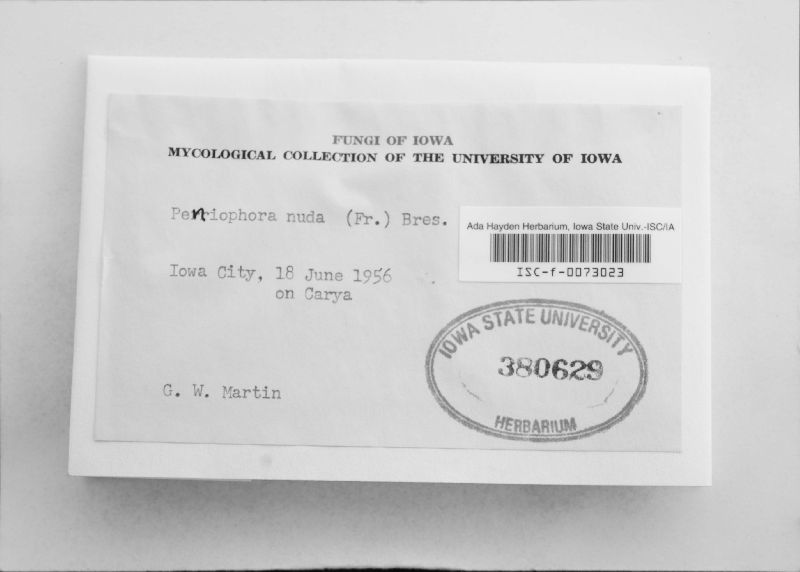 FUNGI OF IOWA
MYCOLOGICAL COLLECTION OF THE UNIVERSITY OF IOWA
Peniophora nuda (Fr.) Bres.
Ada Hayden Herbarium, Iowa State Univ.-ISC/IA
ISC-f-0073023
Iowa City, 18 June 1956
on Carya
IOWA STATE UNIVERSITY
380629
HERBARIUM
G. W. Martin